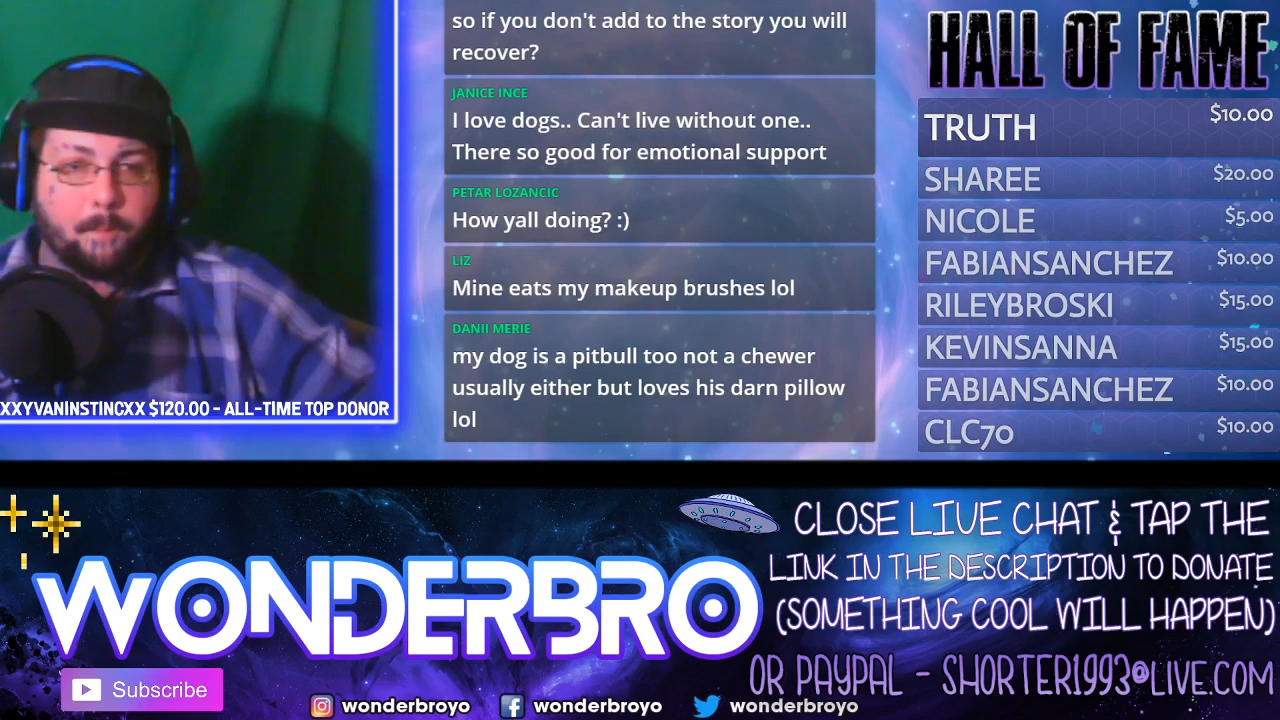 so if you don't add to the story you will
recover?
JANICE INCE
I love dogs.. Can't live without one..
There so good for emotional support
PETAR LOZANCIC
How yall doing? :)
LIZ
Mine eats my makeup brushes lol
DANII MERIE
my dog is a pitbull too not a chewer
usually either but loves his darn pillow
lol
XXYVANINSTINCXX $120.00 - ALL-TIME TOP DONOR
HALL OF FAME
TRUTH $10.00
SHAREE $20.00
NICOLE $5.00
FABIANSANCHEZ $10.00
RILEYBROSKI $15.00
KEVINSANNA $15.00
FABIANSANCHEZ $10.00
CLC70 $10.00
WONDERBRO
Subscribe
wonderbroyo wonderbroyo wonderbroyo
CLOSE LIVE CHAT & TAP THE
LINK IN THE DESCRIPTION TO DONATE
(SOMETHING COOL WILL HAPPEN)
OR PAYPAL - SHORTER1993@LIVE.COM